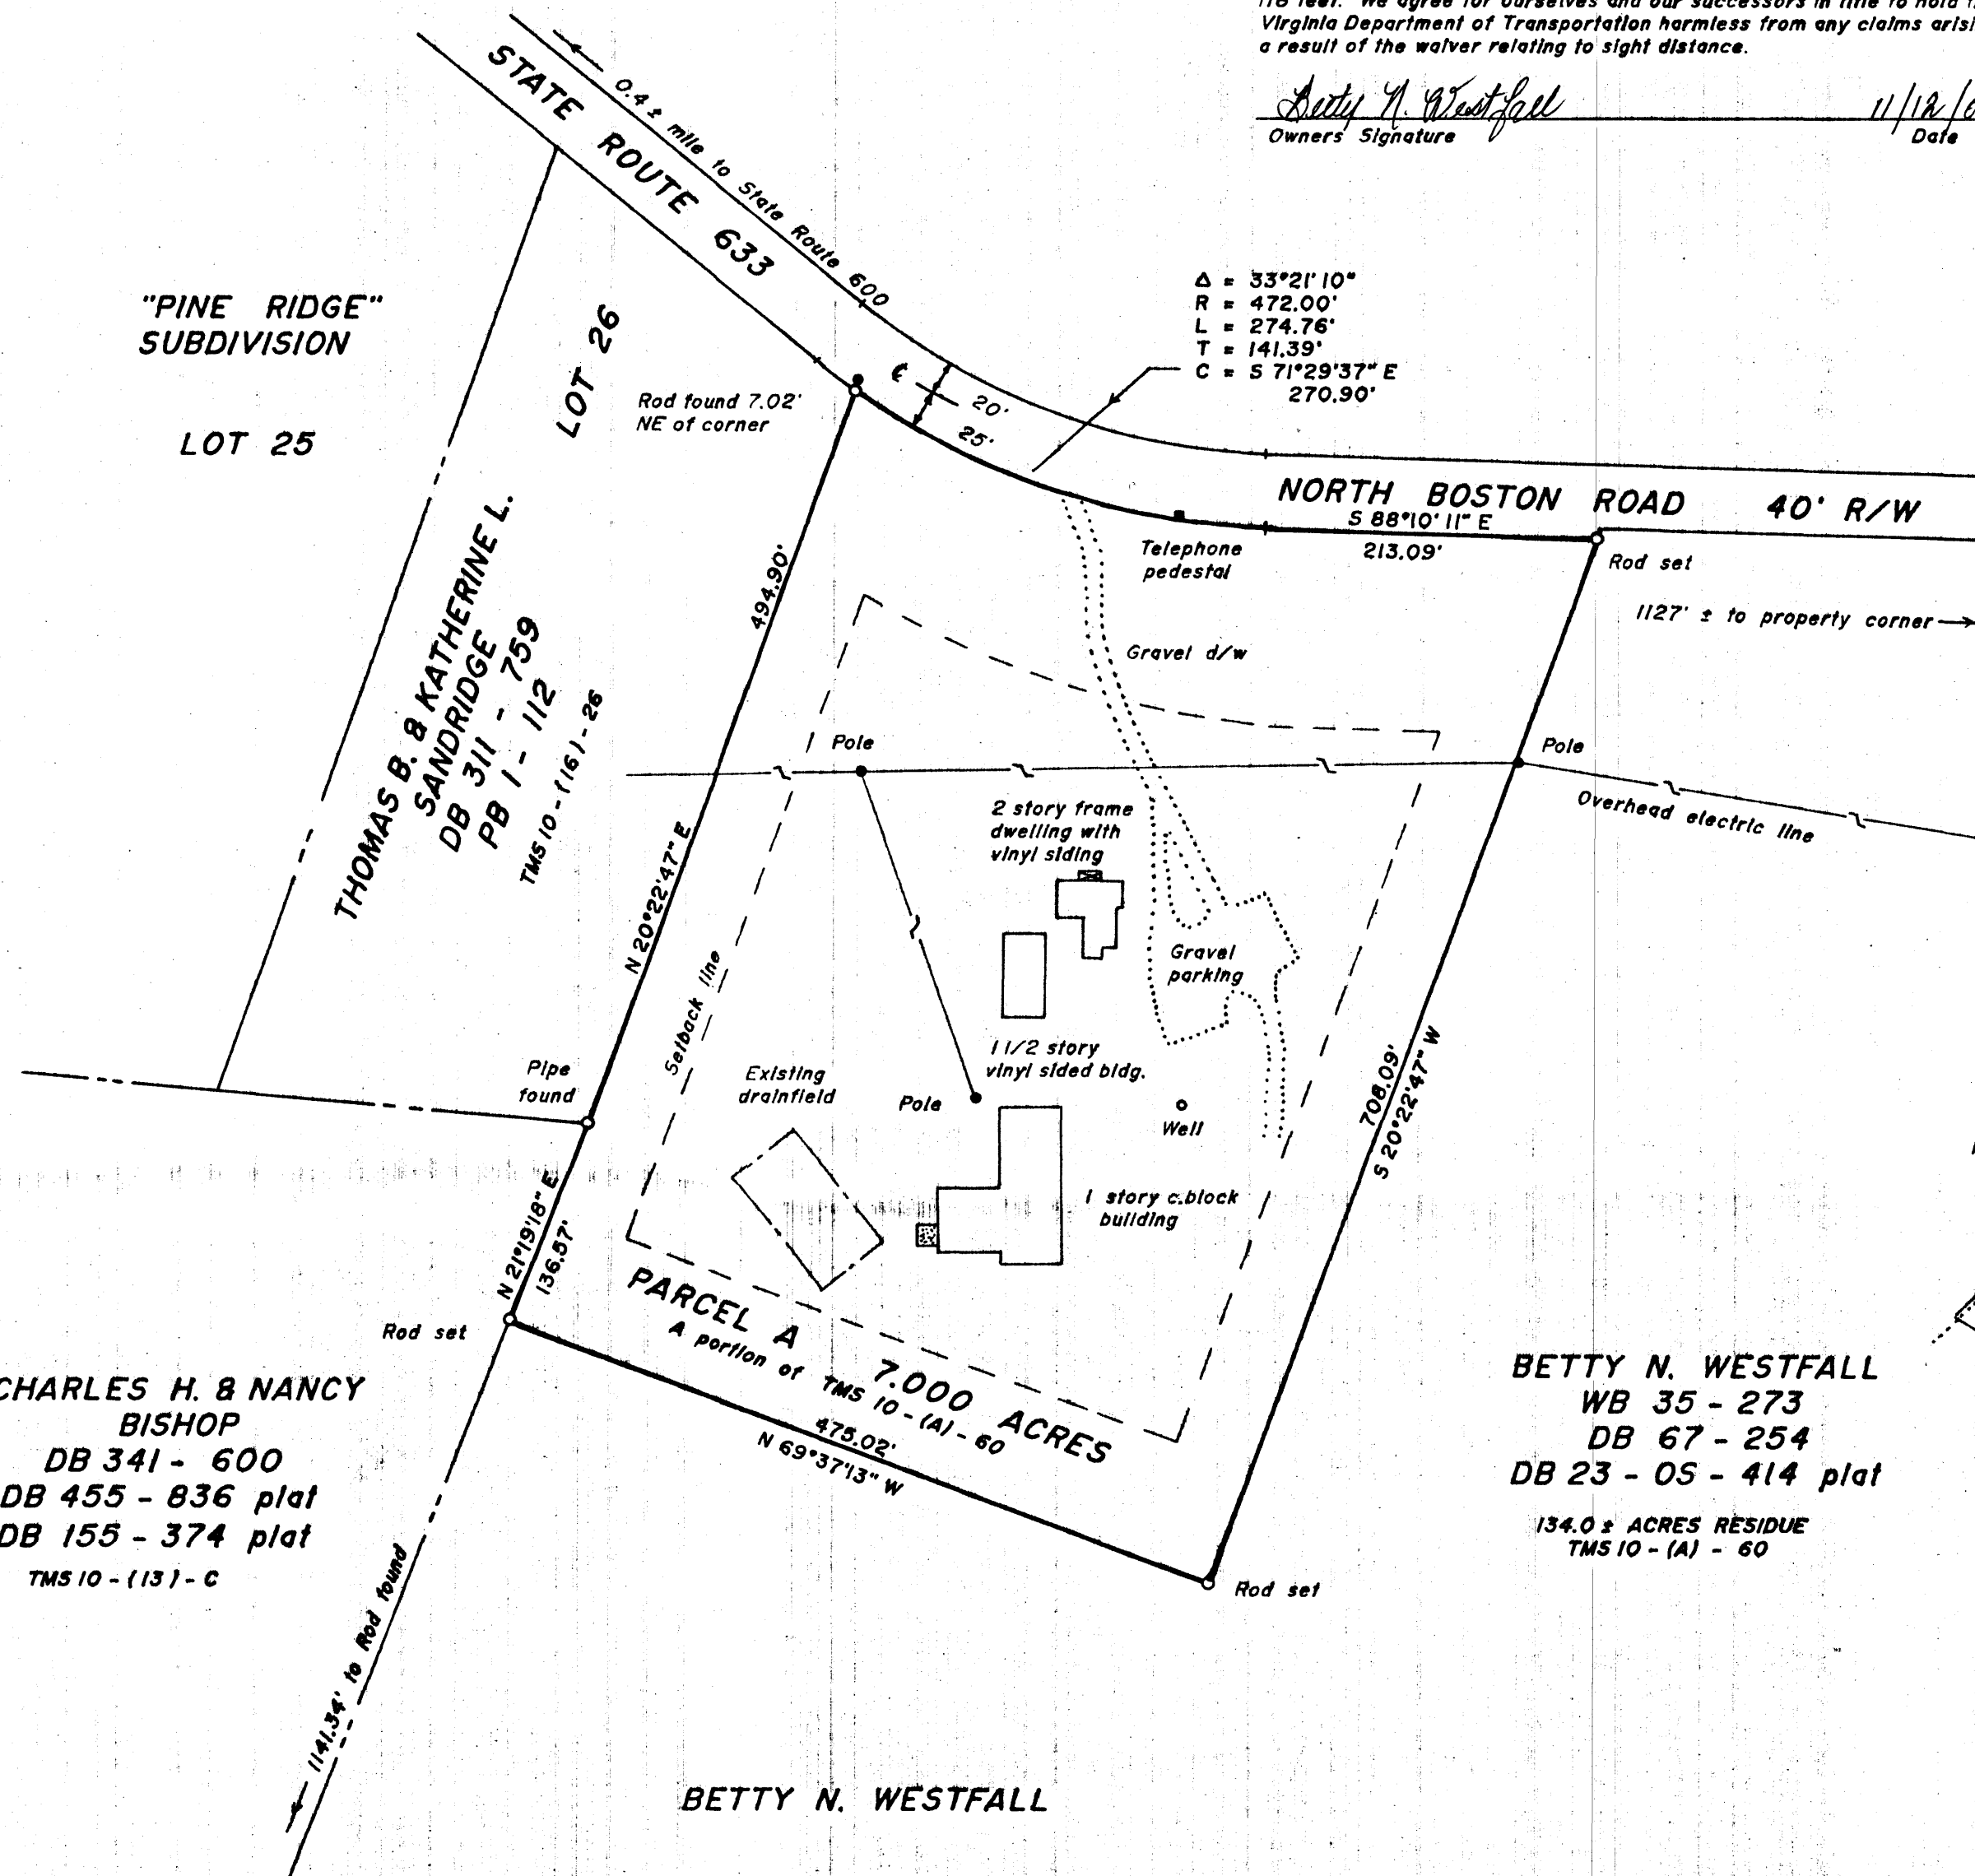 Virginia Department of Transportation harmless from any claims
a result of the waiver relating to sight distance.
Betty N. Westfall
11/12/
Owners Signature
Date
STATE ROUTE 633
0.4 ± mile to State Route 600
"PINE RIDGE"
SUBDIVISION
LOT 25
LOT 26
Rod found 7.02'
NE of corner
℄
20'
25'
Δ = 33°21'10"
R = 472.00'
L = 274.76'
T = 141.39'
C = S 71°29'37" E
270.90'
NORTH BOSTON ROAD 40' R/W
S 88°10'11" E
213.09'
Telephone
pedestal
Rod set
1127' ± to property corner
Gravel d/w
494.90'
N 20°22'47" E
THOMAS B. & KATHERINE L.
SANDRIDGE
DB 311 - 759
PB 1 - 112
TMS 10 - (16) - 26
Pole
Pole
Overhead electric line
2 story frame
dwelling with
vinyl siding
Gravel
parking
Setback line
1 1/2 story
vinyl sided bldg.
Pipe
found
Existing
drainfield
Pole
Well
708.09'
S 20°22'47" W
1 story c.block
building
N 21°19'18" E
136.57'
Rod set
PARCEL A 7.000 ACRES
A portion of TMS 10 - (A) - 60
475.02'
N 69°37'13" W
Rod set
CHARLES H. & NANCY
BISHOP
DB 341 - 600
DB 455 - 836 plat
DB 155 - 374 plat
TMS 10 - (13) - C
1141.34' to Rod found
BETTY N. WESTFALL
WB 35 - 273
DB 67 - 254
DB 23 - OS - 414 plat
134.0 ± ACRES RESIDUE
TMS 10 - (A) - 60
BETTY N. WESTFALL